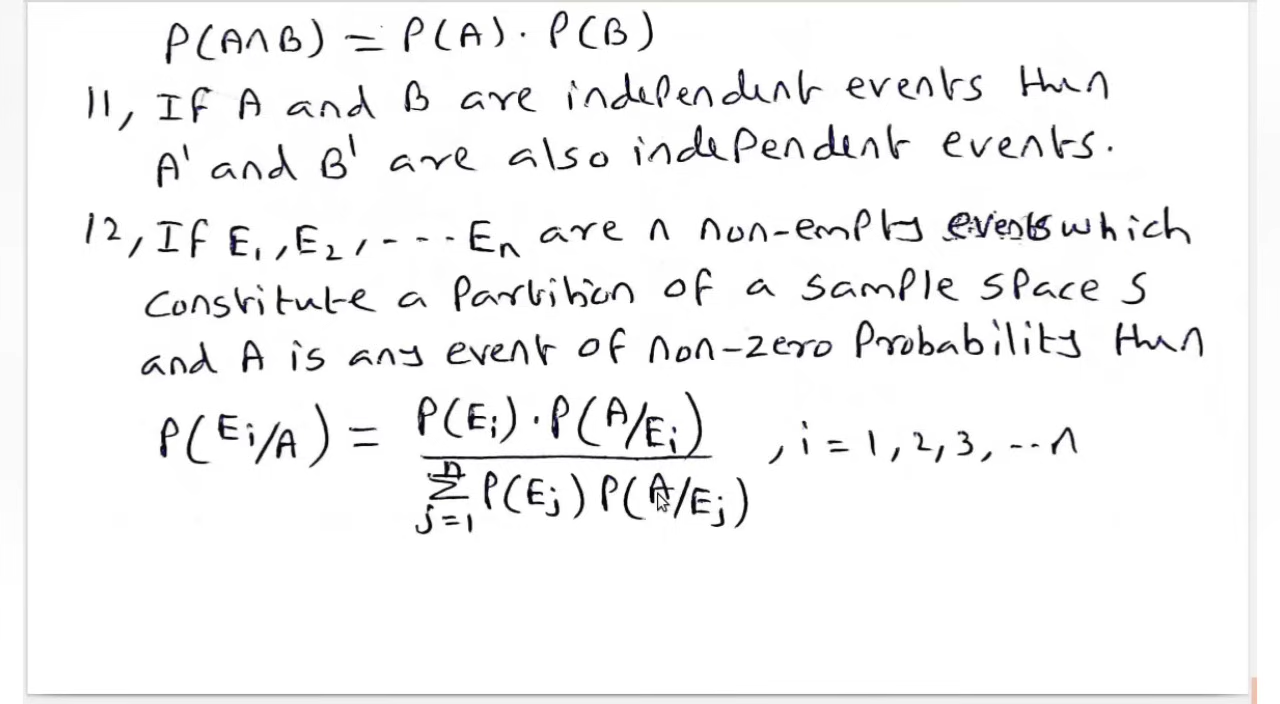 P(A∩B) = P(A) · P(B)
11, If A and B are independent events then
A' and B' are also independent events.
12, If E₁, E₂, - - - · Eₙ are n non-empty events which
constitute a Partition of a sample space S
and A is any event of non-zero Probability then
P(Eᵢ/A) = P(Eᵢ) · P(A/Eᵢ) / ∑ⁿⱼ₌₁ P(Eⱼ) P(A/Eⱼ) , i = 1, 2, 3, -- n